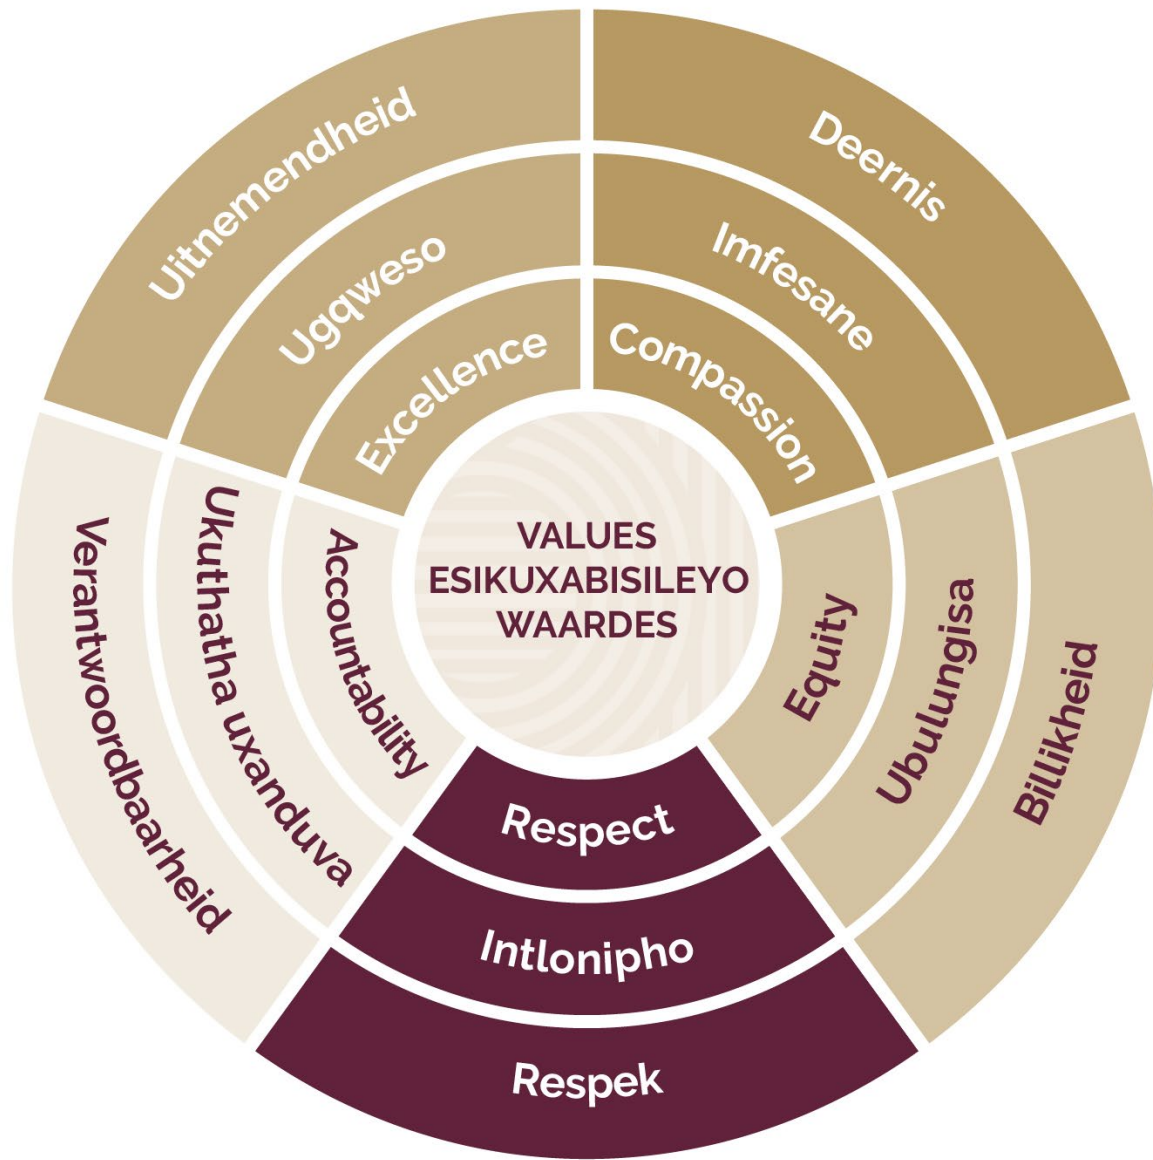 VALUES
ESIKUXABISILEYO
WAARDES
Excellence
Ugqweso
Uitnemendheid
Compassion
Imfesane
Deernis
Equity
Ubulungisa
Billikheid
Respect
Intlonipho
Respek
Accountability
Ukuthatha uxanduva
Verantwoordbaarheid